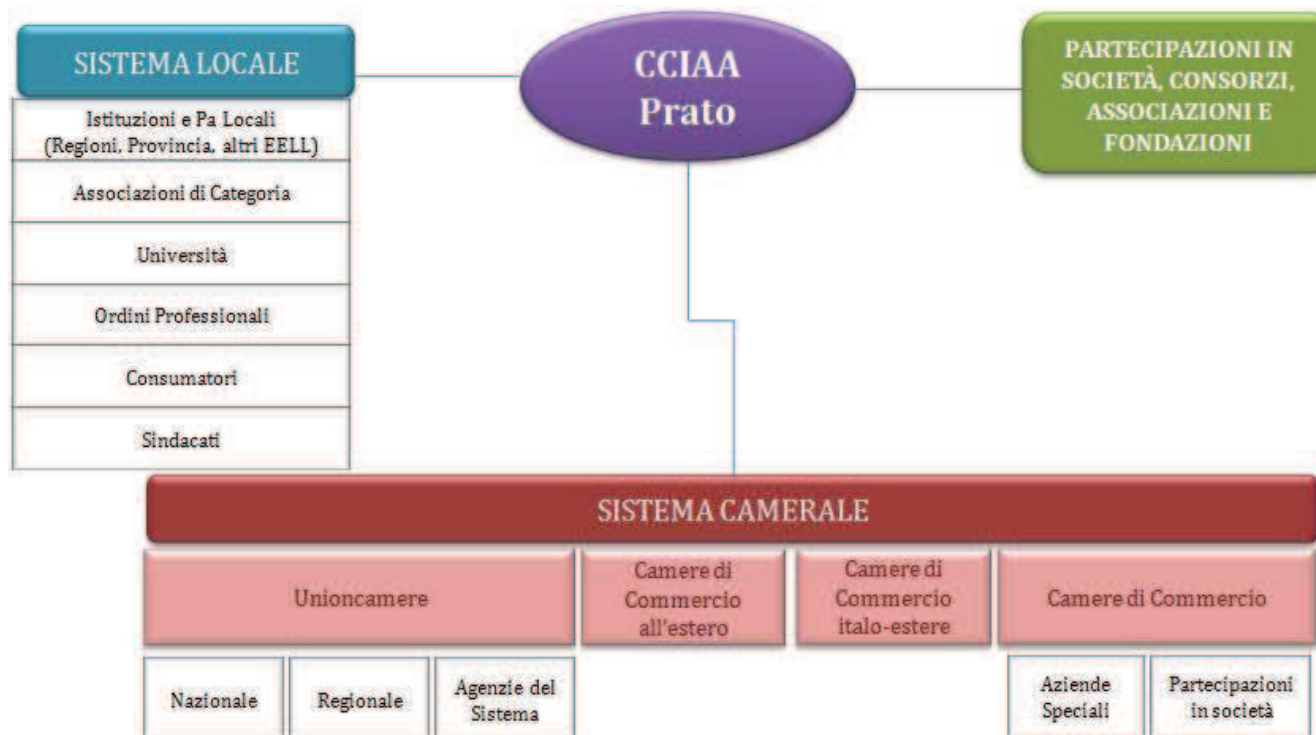 SISTEMA LOCALE
Istituzioni e Pa Locali
(Regioni, Provincia, altri EELL)
Associazioni di Categoria
Università
Ordini Professionali
Consumatori
Sindacati
CCIAA
Prato
PARTECIPAZIONI IN
SOCIETÀ, CONSORZI,
ASSOCIAZIONI E
FONDAZIONI
SISTEMA CAMERALE
Unioncamere
Camere di
Commercio
all'estero
Camere di
Commercio
italo-estere
Camere di Commercio
Nazionale
Regionale
Agenzie del
Sistema
Aziende
Speciali
Partecipazioni
in società